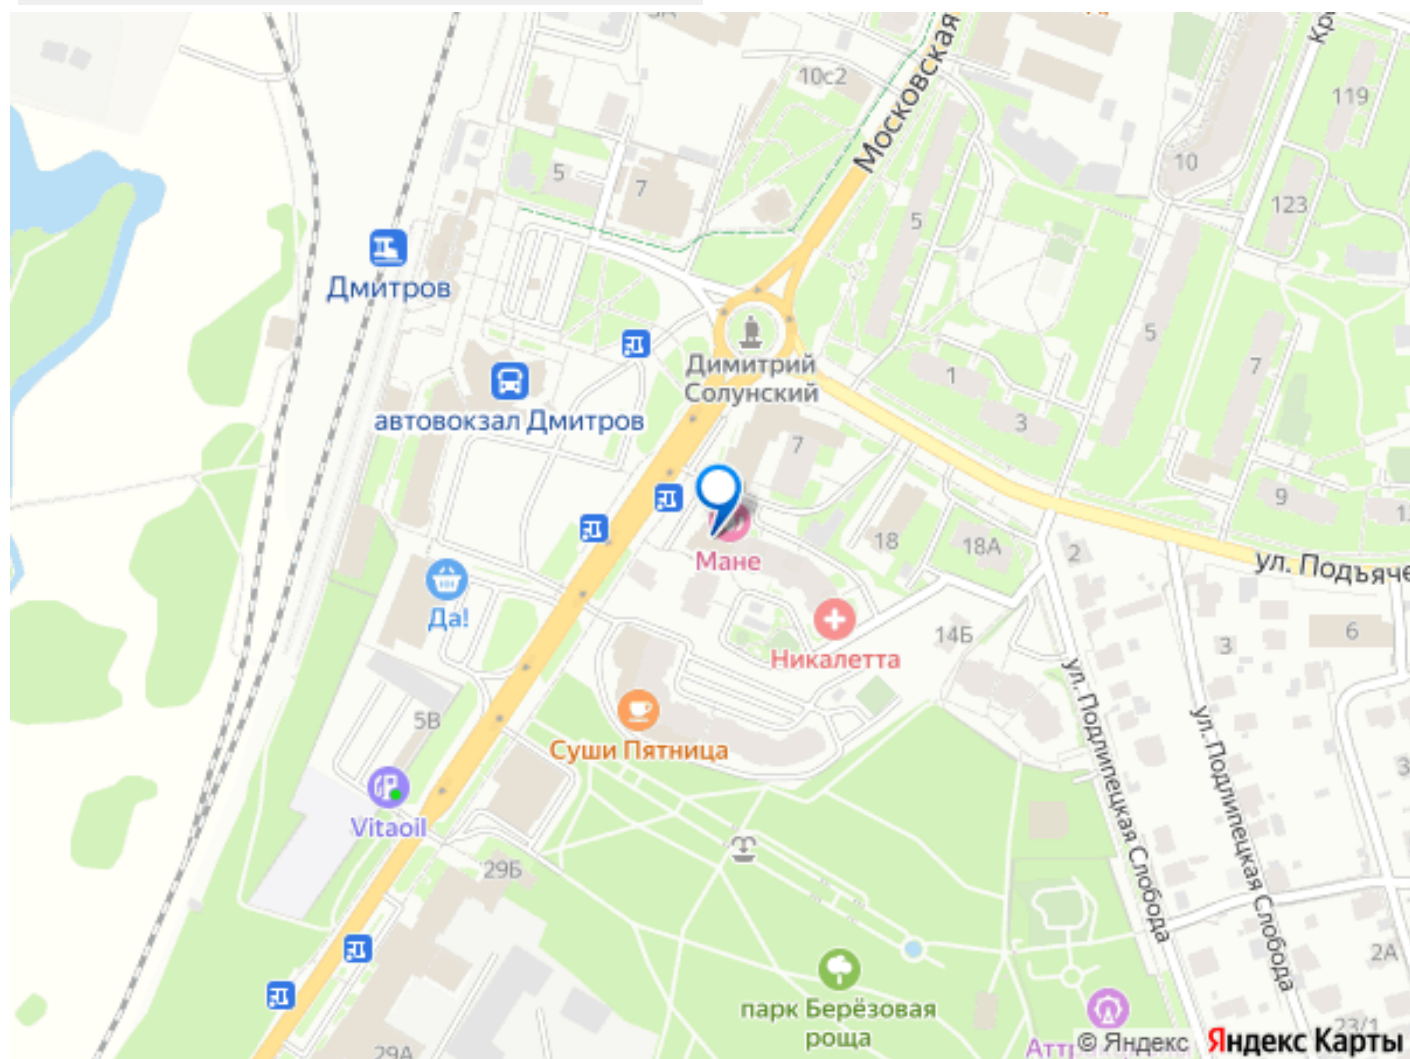 10с2
Московская
119
10
123
5
7
5
Дмитров
Димитрий
Солунский
1
3
5
7
автовокзал Дмитров
7
9
18
18А
2
ул. Подъяче
Мане
Да!
Никалетта
14Б
3
6
5В
Суши Пятница
ул. Подлипецкая Слобода
ул. Подлипецкая Слобода
Vitaoil
29Б
2А
парк Берёзовая
роща
23/1
29А
© Яндекс
Яндекс Карты